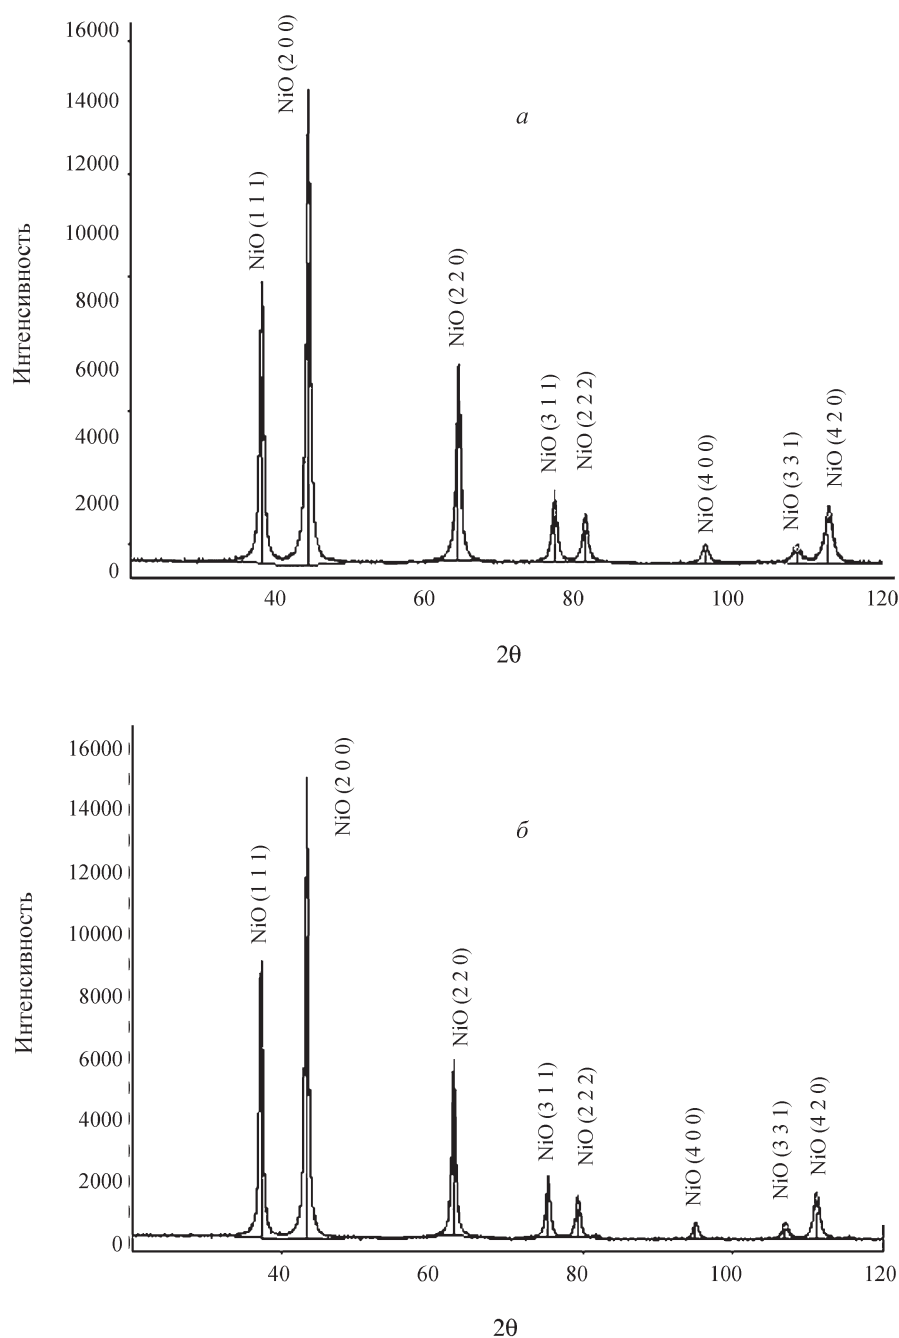 16000
14000
12000
10000
8000
6000
4000
2000
0
Интенсивность
NiO (1 1 1)
NiO (2 0 0)
NiO (2 2 0)
NiO (3 1 1)
NiO (2 2 2)
NiO (4 0 0)
NiO (3 3 1)
NiO (4 2 0)
а
40 60 80 100 120
2θ
16000
14000
12000
10000
8000
6000
4000
2000
0
Интенсивность
NiO (1 1 1)
NiO (2 0 0)
NiO (2 2 0)
NiO (3 1 1)
NiO (2 2 2)
NiO (4 0 0)
NiO (3 3 1)
NiO (4 2 0)
б
40 60 80 100 120
2θ